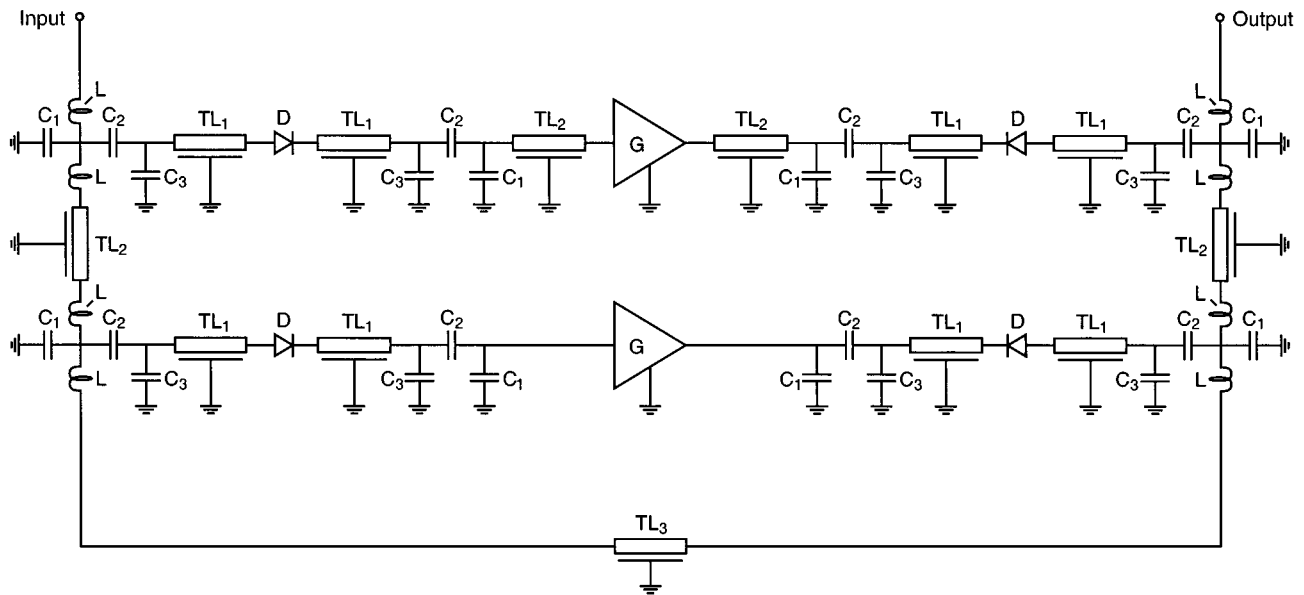 Input Output
L L
C1 C2 TL1 D TL1 C2 TL2 G TL2 C2 TL1 D TL1 C2 C1
L C3 C3 C1 C1 C3 C3 L
TL2 TL2
L L
C1 C2 TL1 D TL1 C2 G C2 TL1 D TL1 C2 C1
L C3 C3 C1 C1 C3 C3 L
TL3